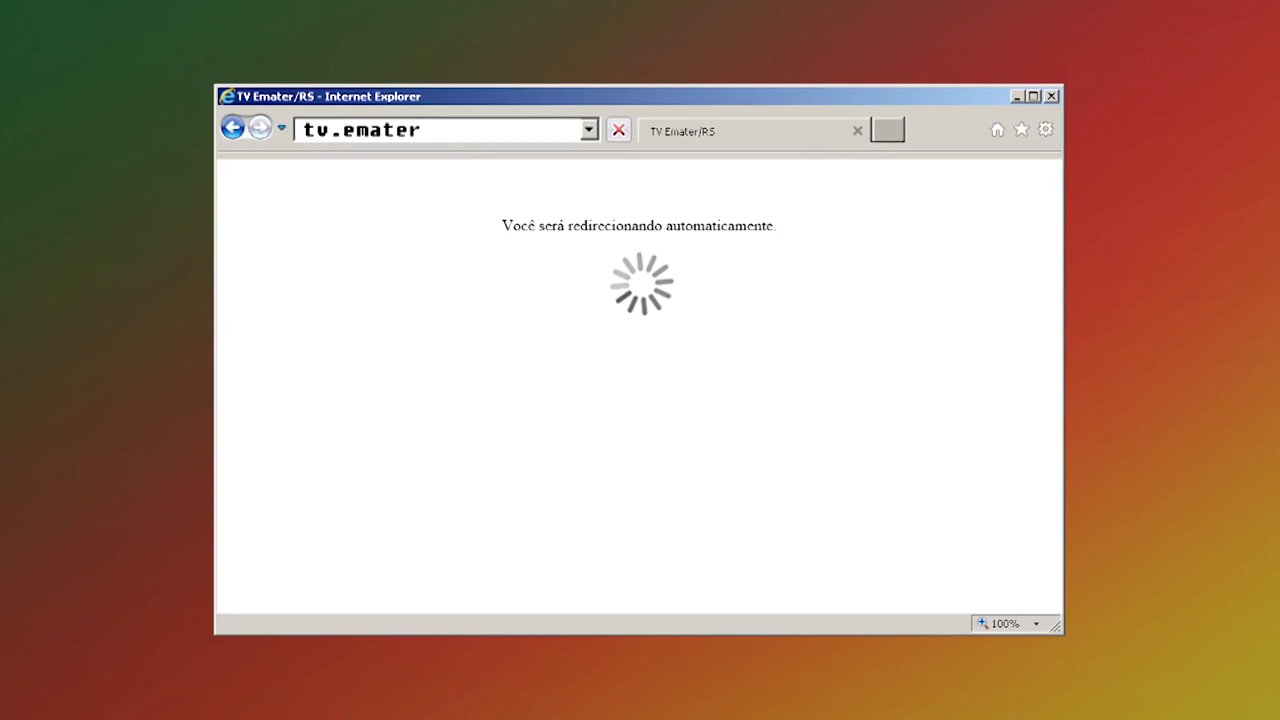 TV Emater/RS - Internet Explorer
tv.emater
TV Emater/RS
Você será redirecionando automaticamente.
100%